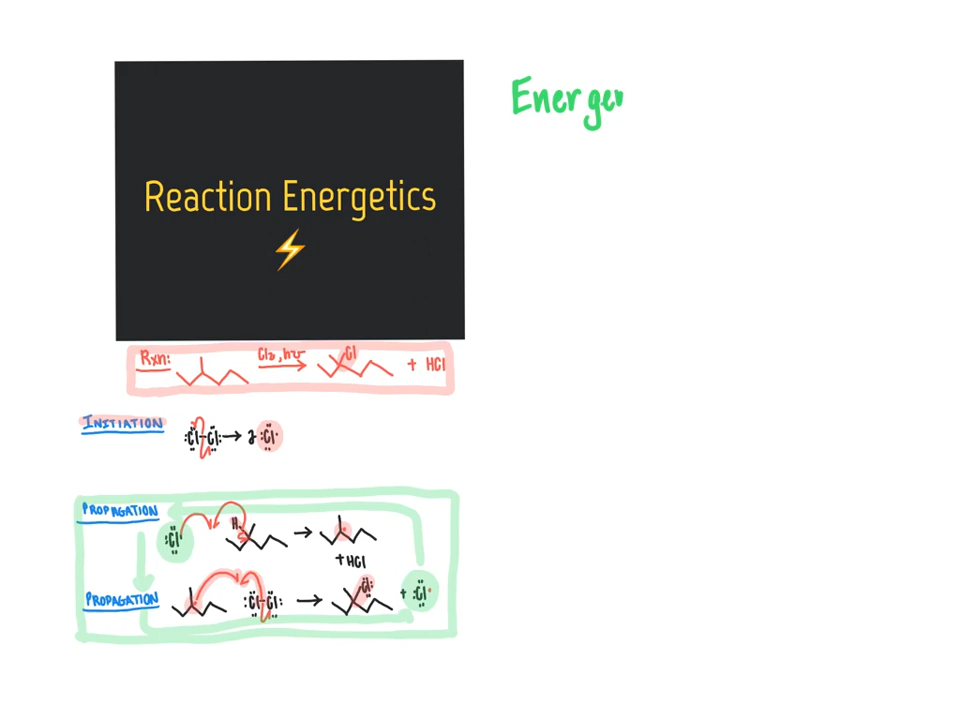 Reaction Energetics
⚡
Energe
Rxn: Cl₂, hν Cl + HCl
INITIATION
:Cl-Cl: → 2 :Cl·
PROPAGATION
:Cl· H →
+ HCl
PROPAGATION
:Cl-Cl: → Cl: + :Cl·